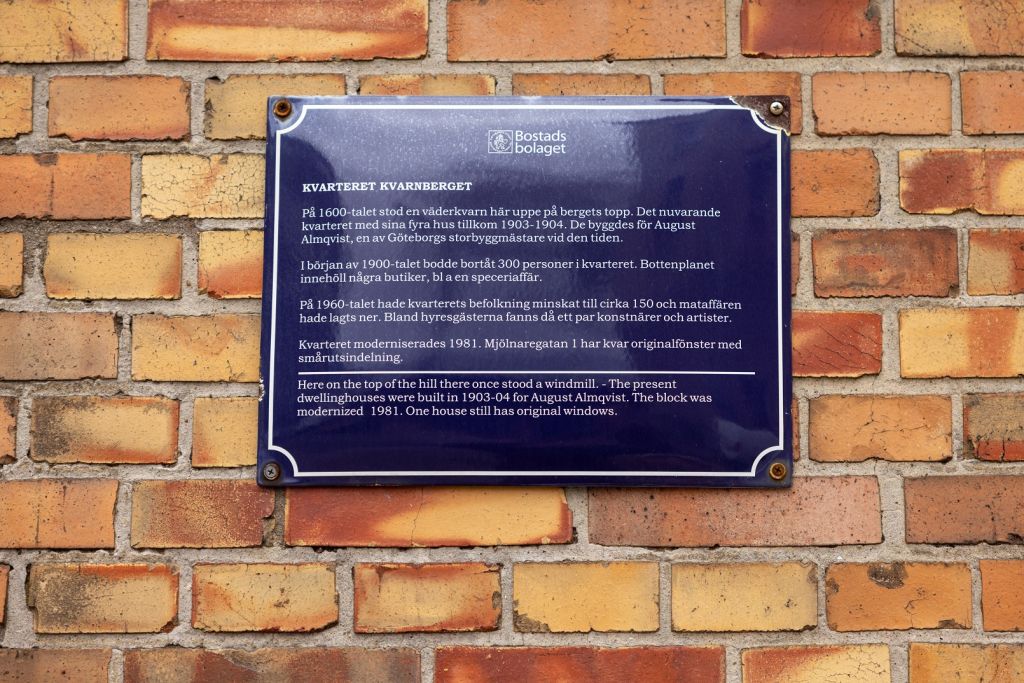 Bostads
bolaget
KVARTERET KVARNBERGET
På 1600-talet stod en väderkvarn här uppe på bergets topp. Det nuvarande
kvarteret med sina fyra hus tillkom 1903-1904. De byggdes för August
Almqvist, en av Göteborgs storbyggmästare vid den tiden.
I början av 1900-talet bodde bortåt 300 personer i kvarteret. Bottenplanet
innehöll några butiker, bl a en speceriaffär.
På 1960-talet hade kvarterets befolkning minskat till cirka 150 och mataffären
hade lagts ner. Bland hyresgästerna fanns då ett par konstnärer och artister.
Kvarteret moderniserades 1981. Mjölnaregatan 1 har kvar originalfönster med
smårutsindelning.
Here on the top of the hill there once stood a windmill. - The present
dwellinghouses were built in 1903-04 for August Almqvist. The block was
modernized 1981. One house still has original windows.